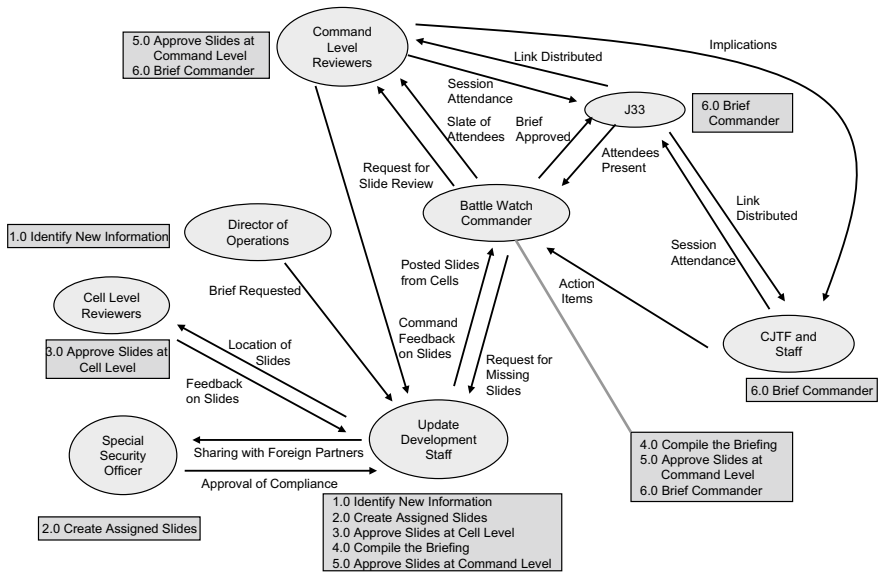 Command
Level
Reviewers
5.0 Approve Slides at
Command Level
6.0 Brief Commander
Implications
Link Distributed
Session
Attendance
J33
6.0 Brief
Commander
Slate of
Attendees
Brief
Approved
Attendees
Present
Request for
Slide Review
Battle Watch
Commander
Link
Distributed
Session
Attendance
Director of
Operations
1.0 Identify New Information
Brief Requested
Posted Slides
from Cells
Action
Items
Cell Level
Reviewers
3.0 Approve Slides at
Cell Level
Location of
Slides
Feedback
on Slides
Command
Feedback
on Slides
Request for
Missing
Slides
CJTF and
Staff
6.0 Brief Commander
Special
Security
Officer
Update
Development
Staff
Sharing with Foreign Partners
Approval of Compliance
2.0 Create Assigned Slides
4.0 Compile the Briefing
5.0 Approve Slides at
Command Level
6.0 Brief Commander
1.0 Identify New Information
2.0 Create Assigned Slides
3.0 Approve Slides at Cell Level
4.0 Compile the Briefing
5.0 Approve Slides at Command Level